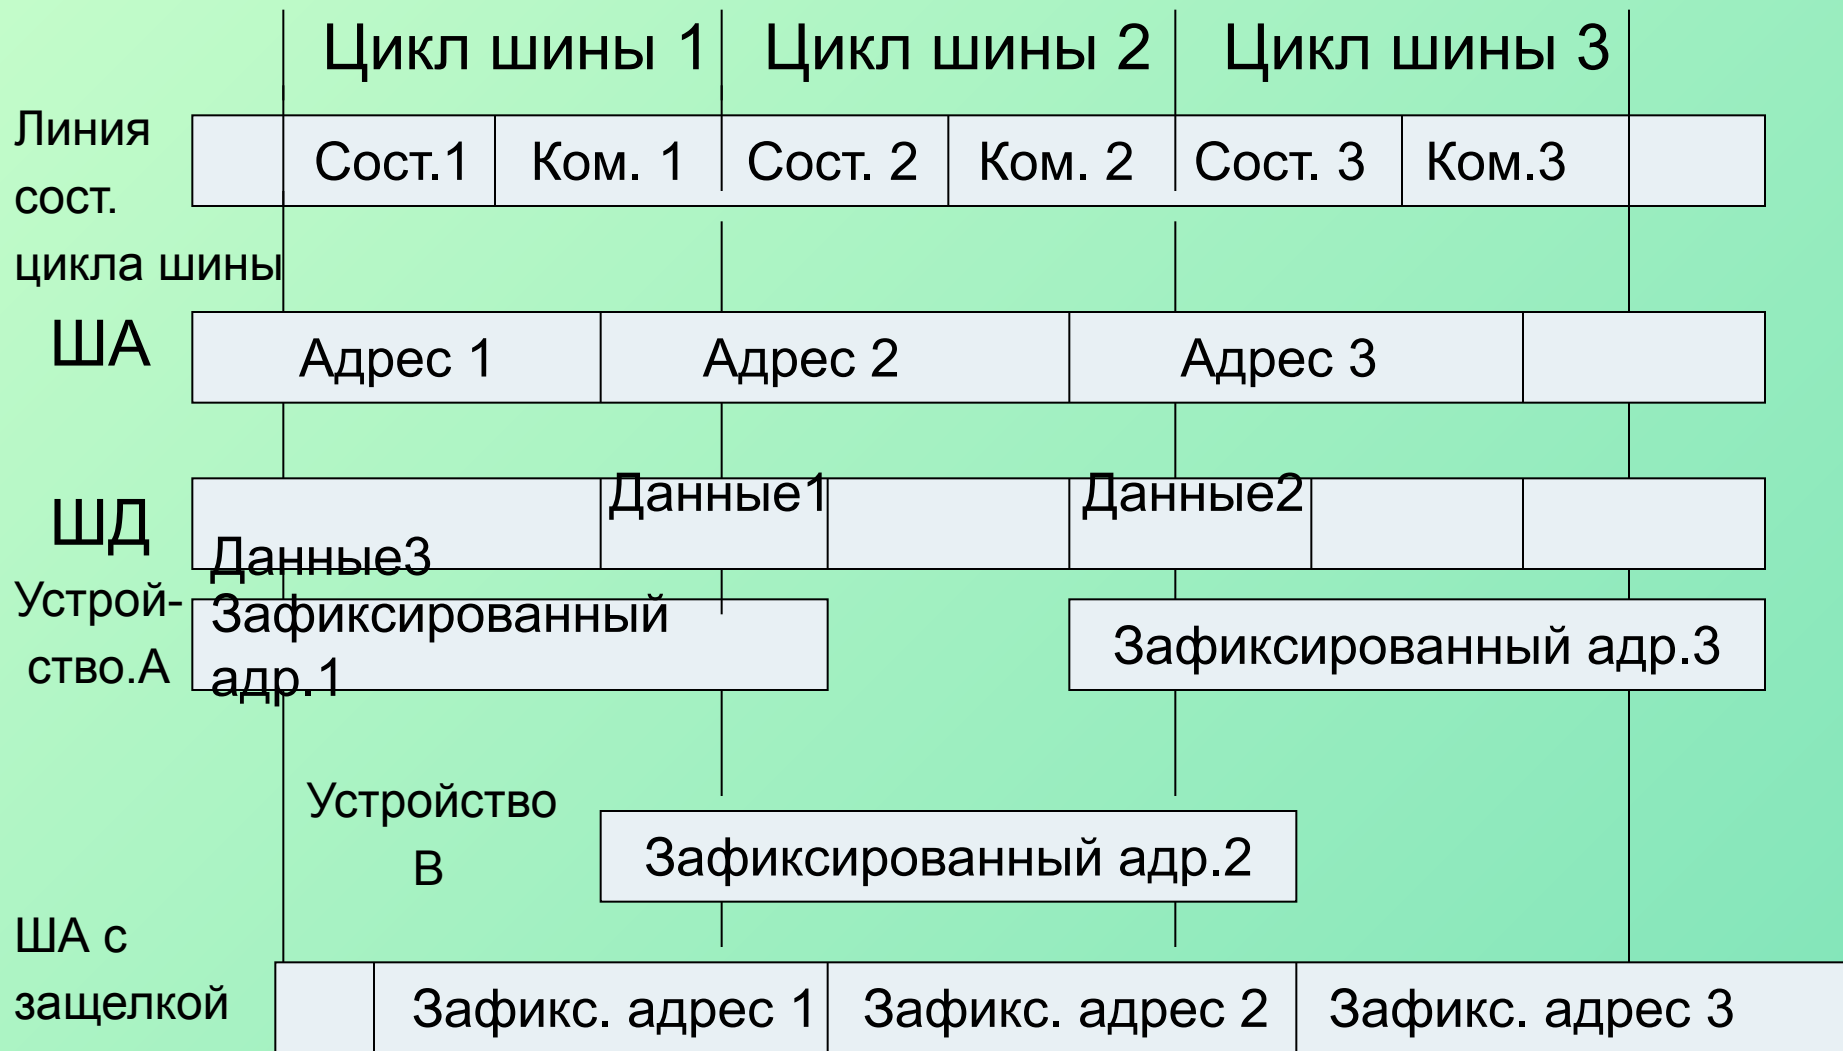 Цикл шины 1 Цикл шины 2 Цикл шины 3
Линия
сост.
цикла шины
Сост.1 Ком. 1 Сост. 2 Ком. 2 Сост. 3 Ком.3
ША
Адрес 1 Адрес 2 Адрес 3
ШД
Данные1 Данные2
Данные3
Устрой-
ство.А
Зафиксированный
адр.1
Зафиксированный адр.3
Устройство
В
Зафиксированный адр.2
ША с
защелкой
Зафикс. адрес 1 Зафикс. адрес 2 Зафикс. адрес 3